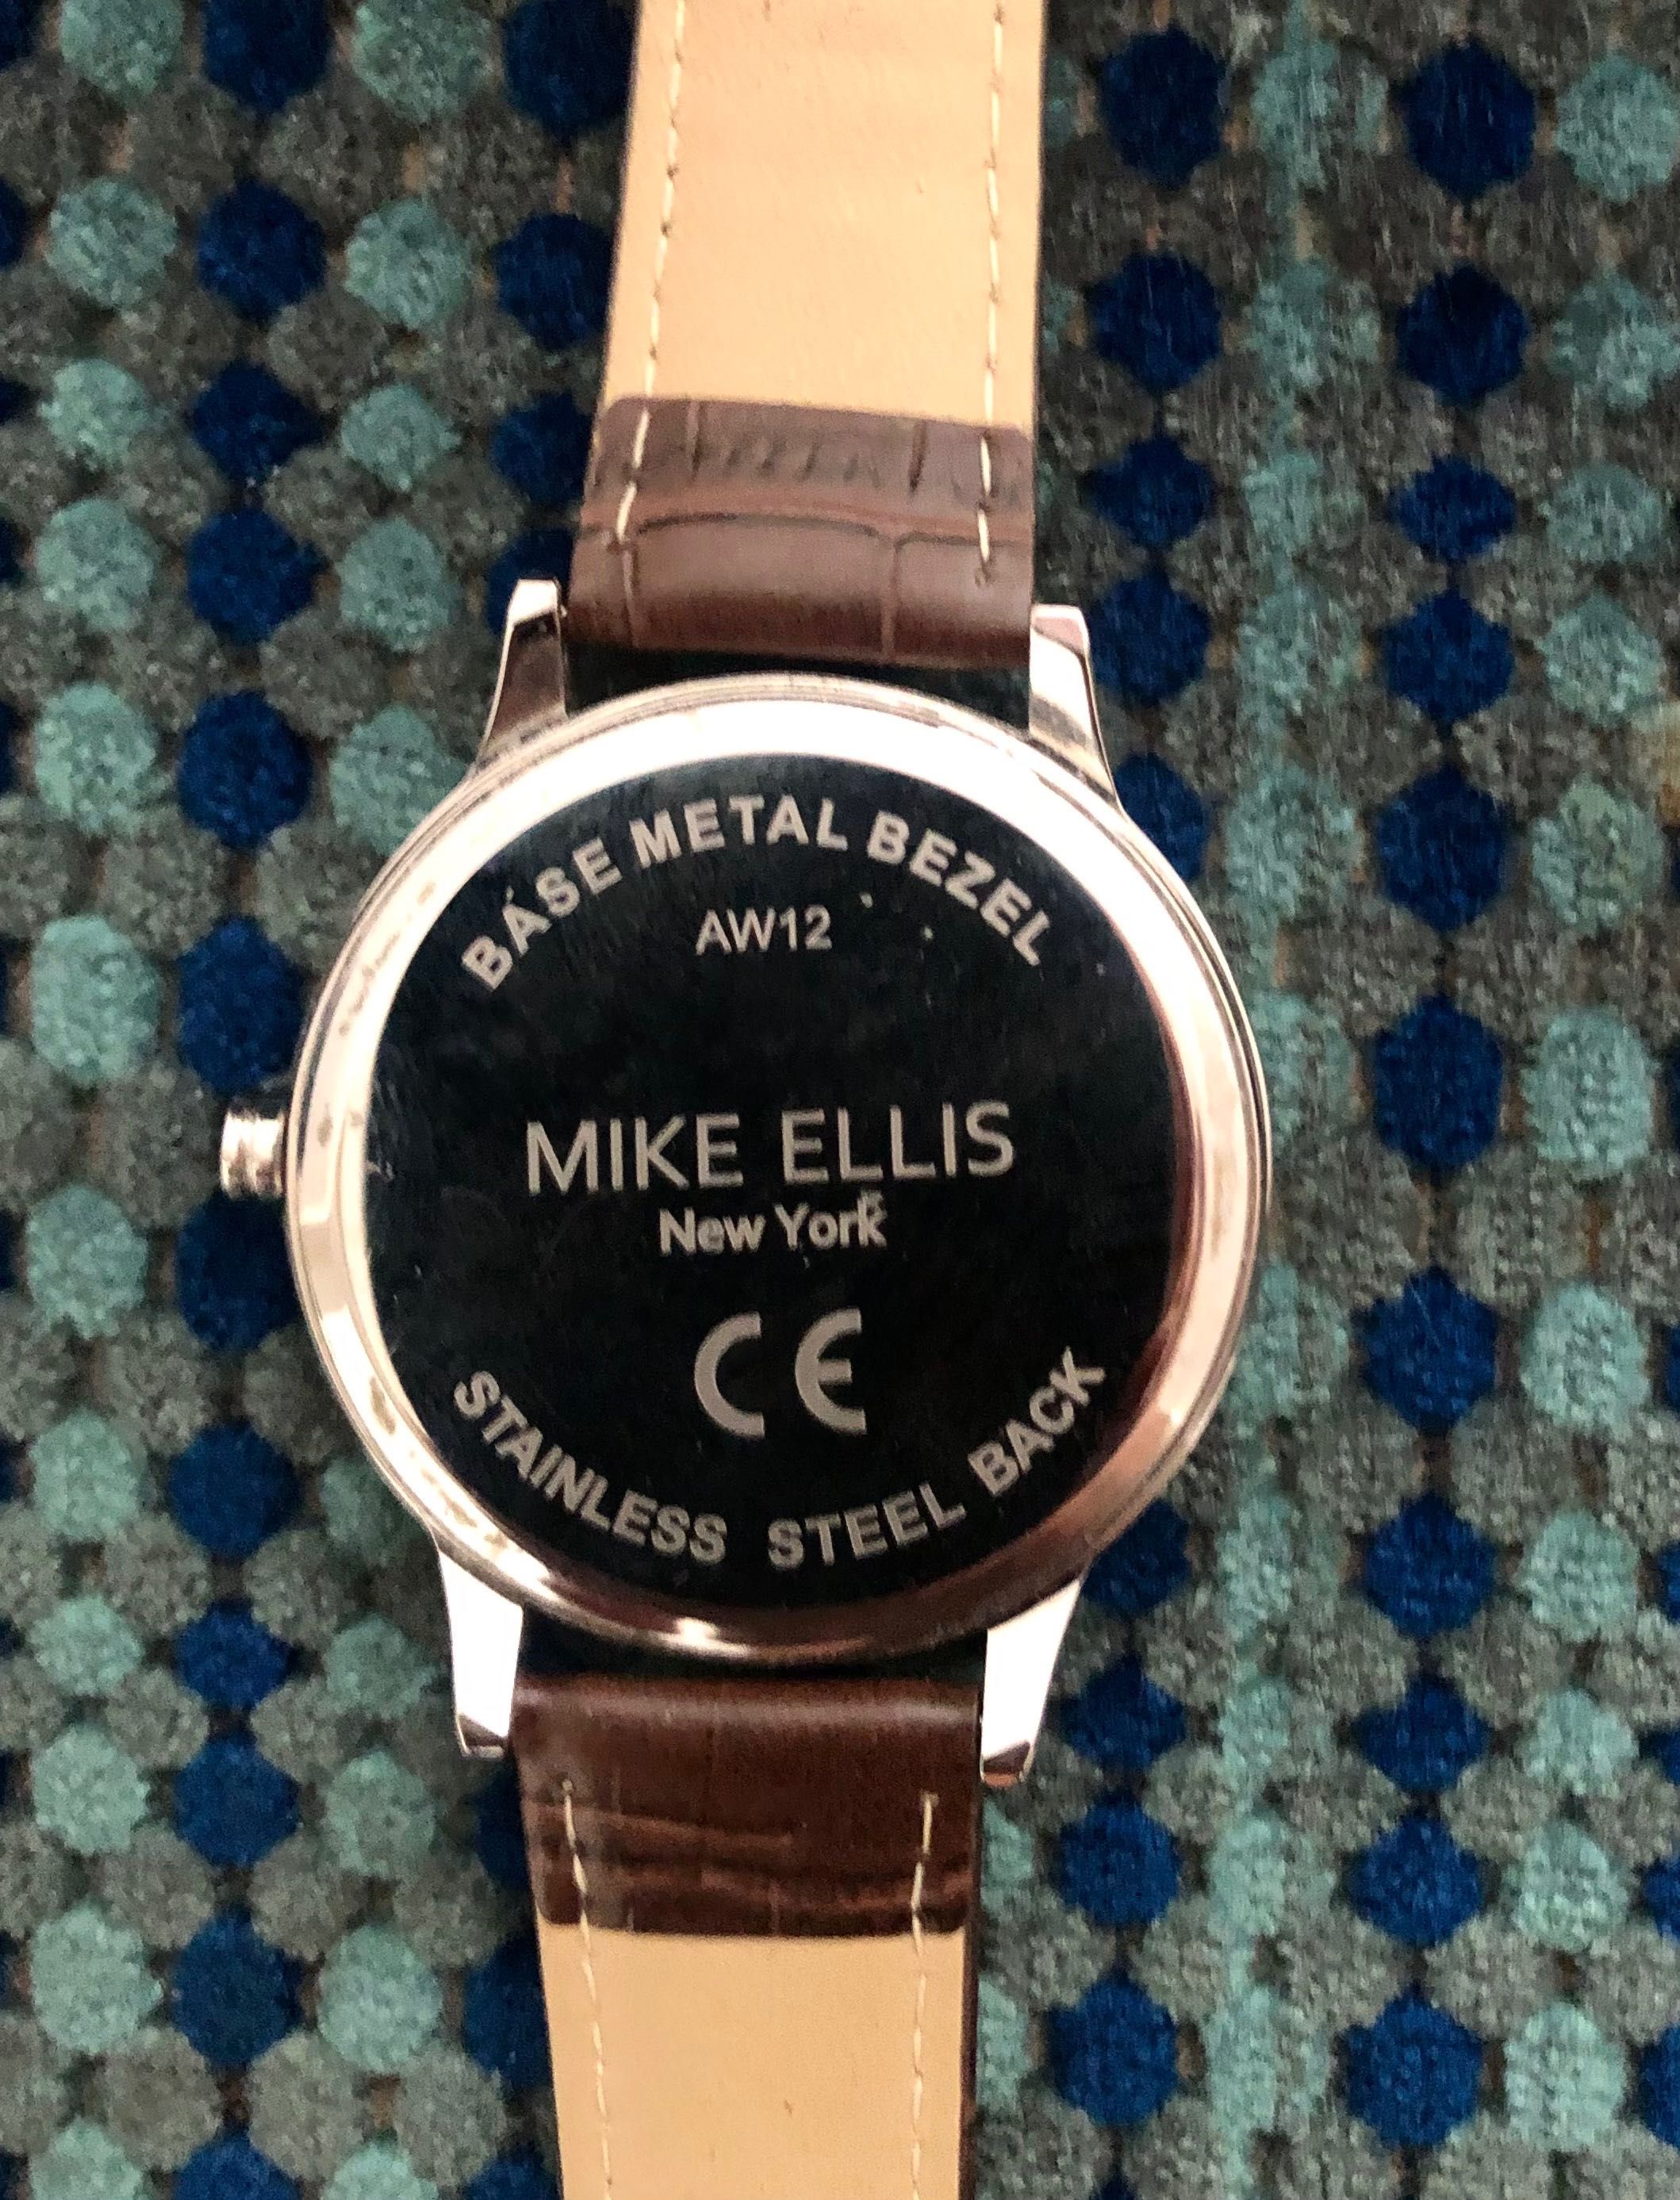 BASE METAL BEZEL
AW12
MIKE ELLIS
New York
CE
STAINLESS STEEL BACK